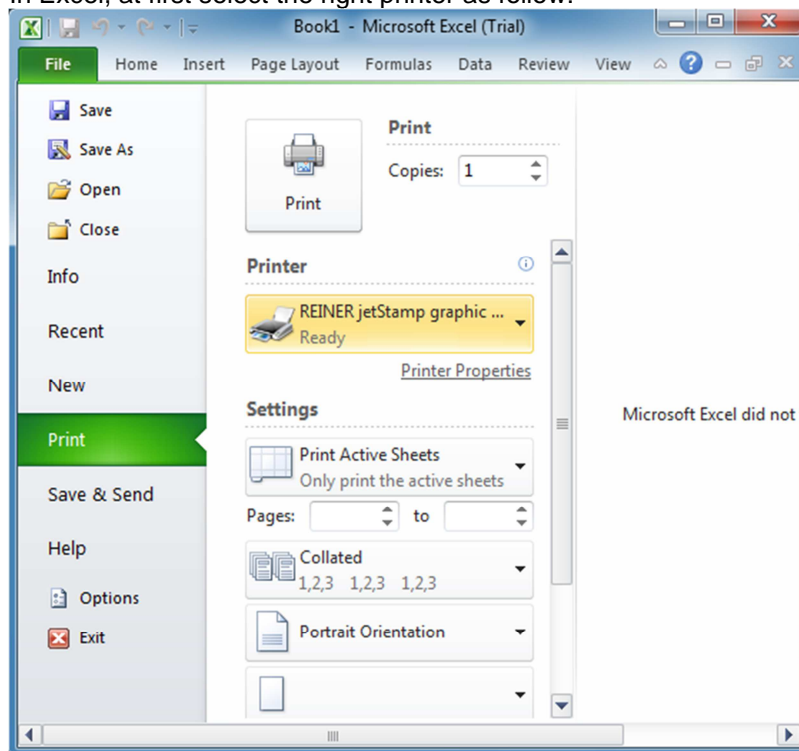 In Excel, at first select the right printer as follow:
Book1 - Microsoft Excel (Trial)
File Home Insert Page Layout Formulas Data Review View
Save
Save As
Open
Close
Info
Recent
New
Print
Save & Send
Help
Options
Exit
Print
Print
Copies: 1
Printer
REINER jetStamp graphic ...
Ready
Printer Properties
Settings
Print Active Sheets
Only print the active sheets
Pages: to
Collated
1,2,3 1,2,3 1,2,3
Portrait Orientation
Microsoft Excel did not